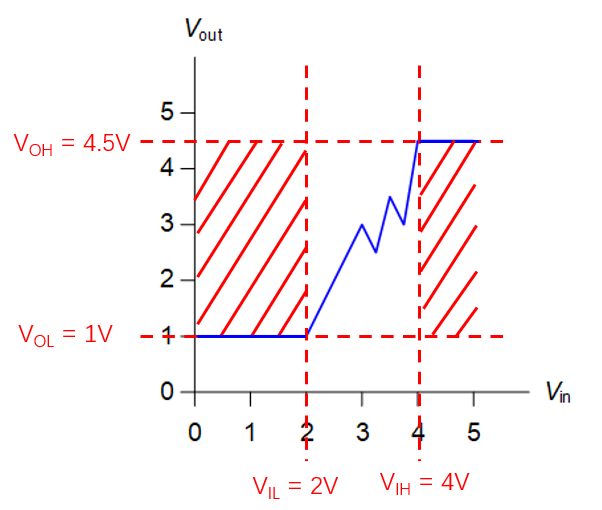 Vout
5
VOH = 4.5V
4
3
2
VOL = 1V
1
0
Vin
0 1 2 3 4 5
VIL = 2V
VIH = 4V